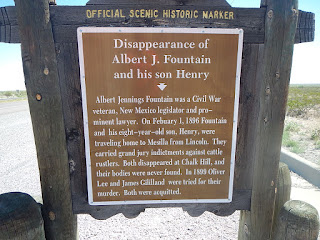 OFFICIAL SCENIC HISTORIC MARKER
Disappearance of
Albert J. Fountain
and his son Henry
Albert Jennings Fountain was a Civil War
veteran, New Mexico legislator and pro-
minent lawyer. On Febuary 1, 1896 Fountain
and his eight-year-old son, Henry, were
traveling home to Mesilla from Lincoln. They
carried grand jury indictments against cattle
rustlers. Both disappeared at Chalk Hill, and
their bodies were never found. In 1899 Oliver
Lee and James Gililland were tried for their
murder. Both were acquitted.